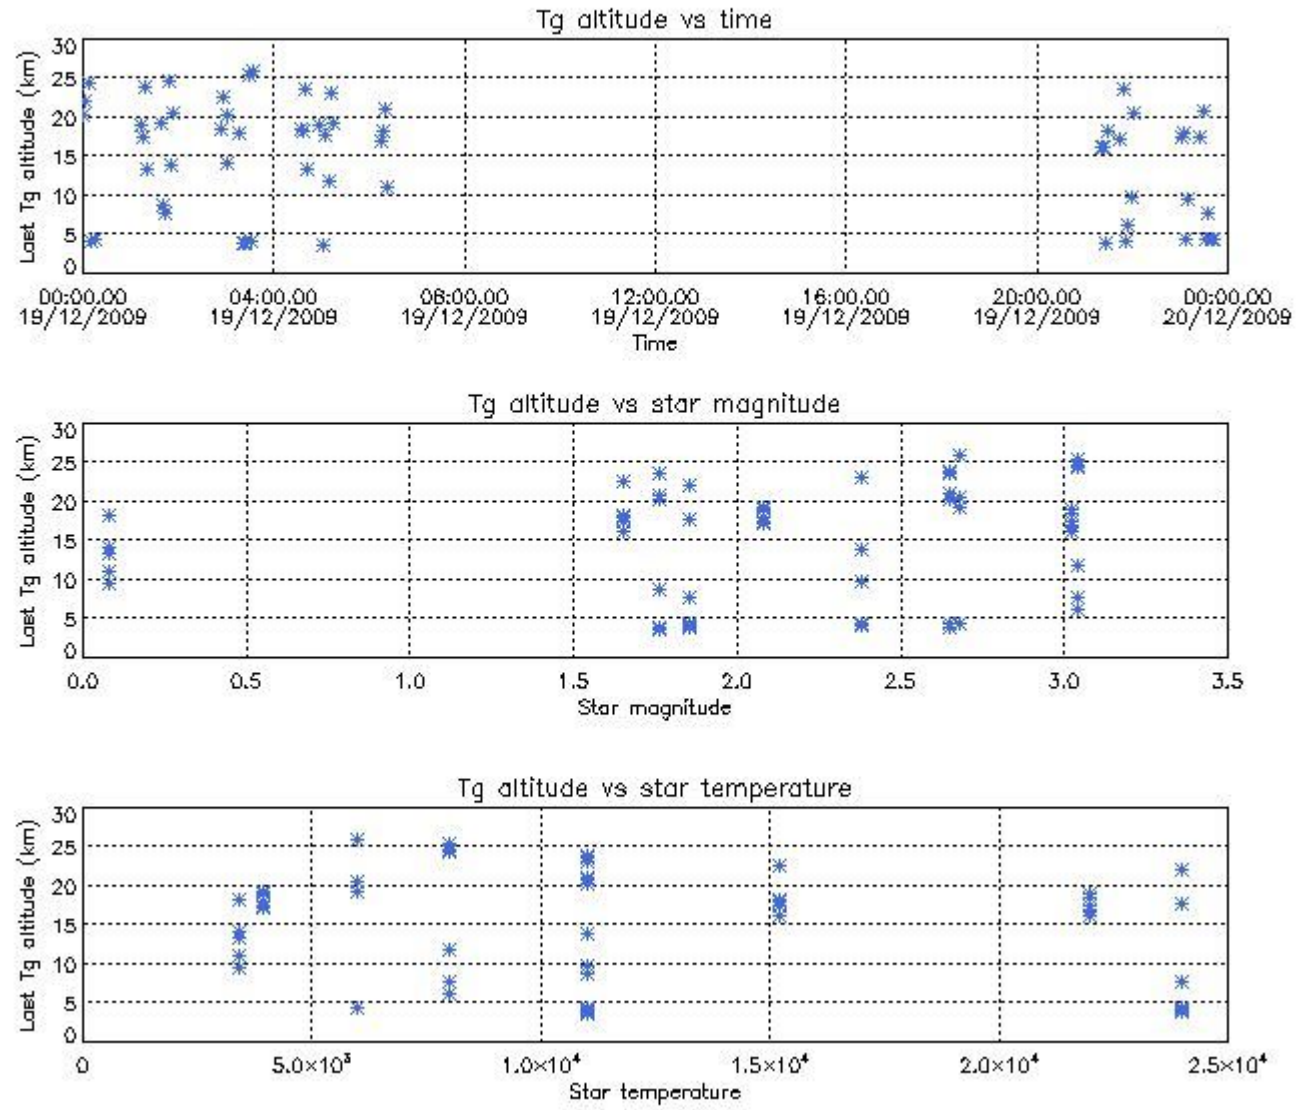 Tg altitude vs time
Last Tg altitude (km)
30
25
20
15
10
5
0
00:00.00 04:00.00 08:00.00 12:00.00 16:00.00 20:00.00 00:00.00
19/12/2009 19/12/2009 19/12/2009 19/12/2009 19/12/2009 19/12/2009 20/12/2009
Time
Tg altitude vs star magnitude
Last Tg altitude (km)
30
25
20
15
10
5
0
0.0 0.5 1.0 1.5 2.0 2.5 3.0 3.5
Star magnitude
Tg altitude vs star temperature
Last Tg altitude (km)
30
25
20
15
10
5
0
0 5.0×10³ 1.0×10⁴ 1.5×10⁴ 2.0×10⁴ 2.5×10⁴
Star temperature